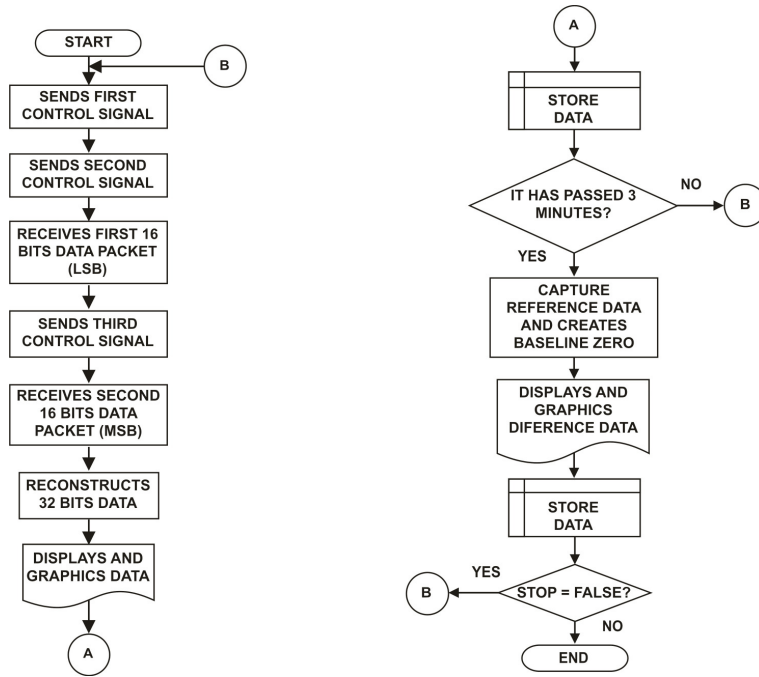 START
B
SENDS FIRST
CONTROL SIGNAL
SENDS SECOND
CONTROL SIGNAL
RECEIVES FIRST 16
BITS DATA PACKET
(LSB)
SENDS THIRD
CONTROL SIGNAL
RECEIVES SECOND
16 BITS DATA
PACKET (MSB)
RECONSTRUCTS
32 BITS DATA
DISPLAYS AND
GRAPHICS DATA
A
A
STORE
DATA
IT HAS PASSED 3
MINUTES?
NO
B
YES
CAPTURE
REFERENCE DATA
AND CREATES
BASELINE ZERO
DISPLAYS AND
GRAPHICS
DIFERENCE DATA
STORE
DATA
STOP = FALSE?
YES
B
NO
END